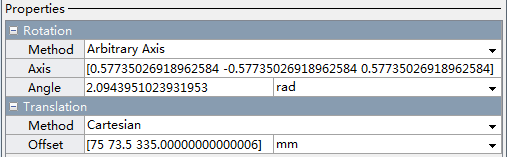 Properties
Rotation
Method Arbitrary Axis
Axis [0.57735026918962584 -0.57735026918962584 0.57735026918962584]
Angle 2.0943951023931953 rad
Translation
Method Cartesian
Offset [75 73.5 335.00000000000006] mm